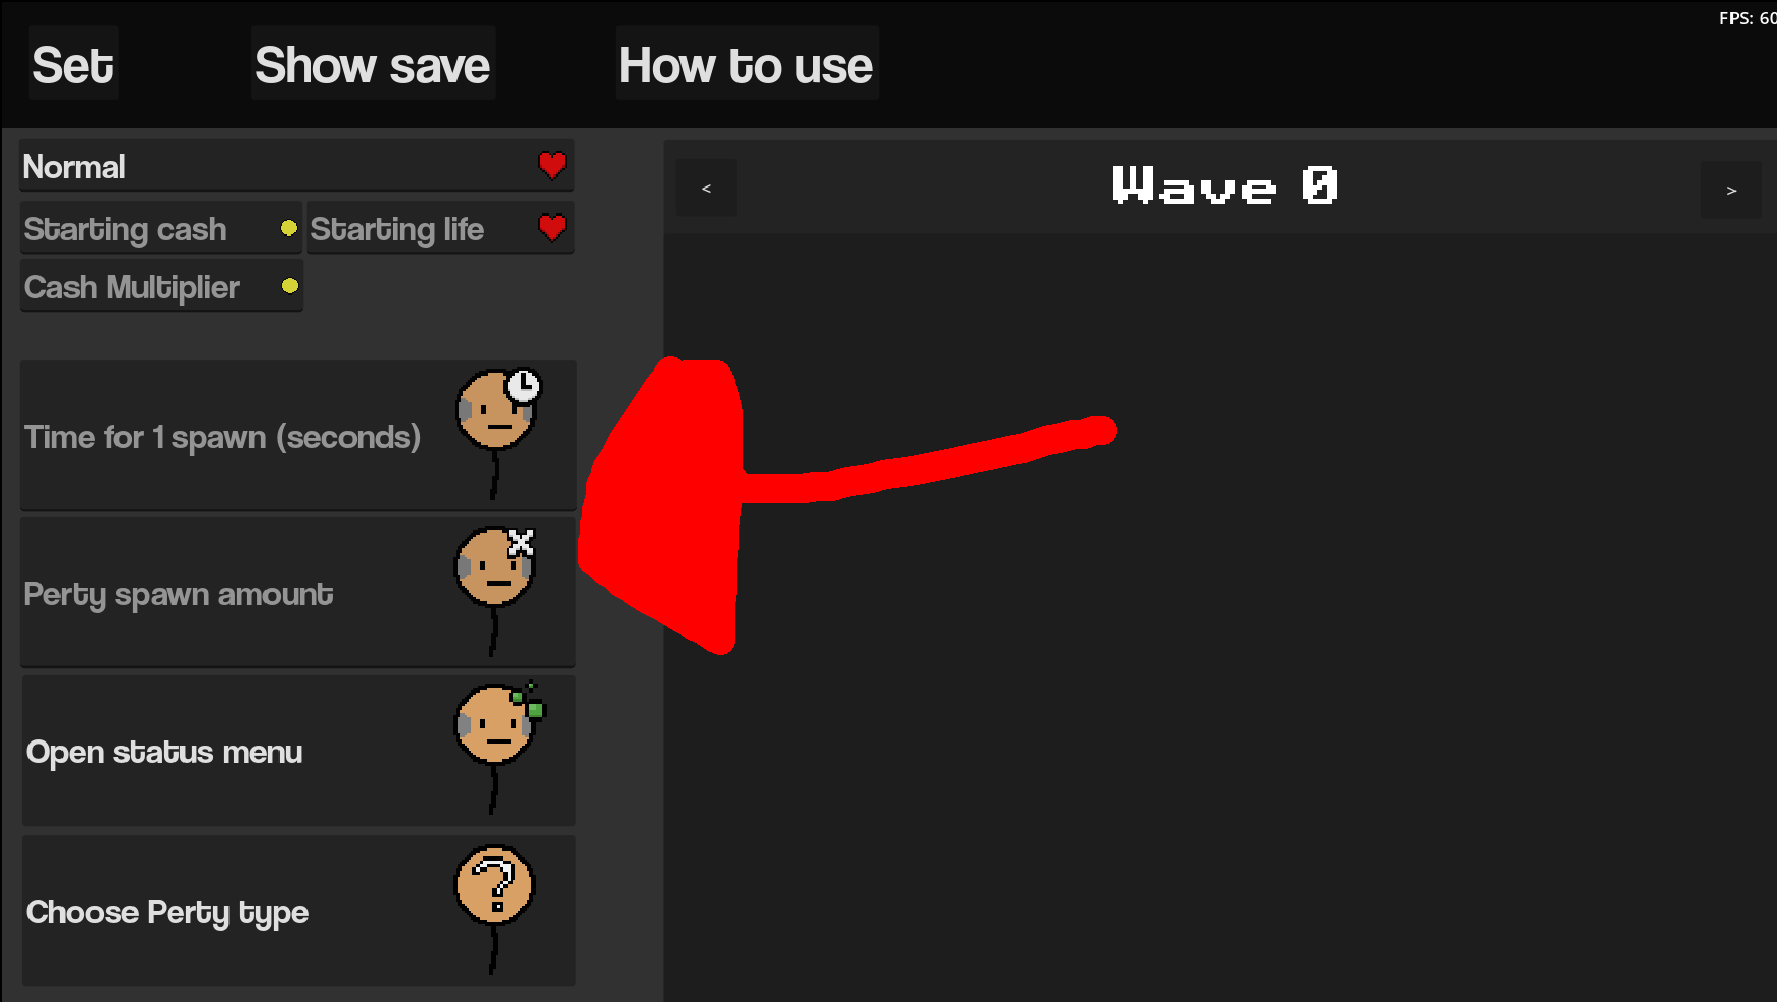 FPS: 60
Set
Show save
How to use
Normal
Starting cash
Starting life
Cash Multiplier
Time for 1 spawn (seconds)
Perty spawn amount
Open status menu
Choose Perty type
<
Wave 0
>